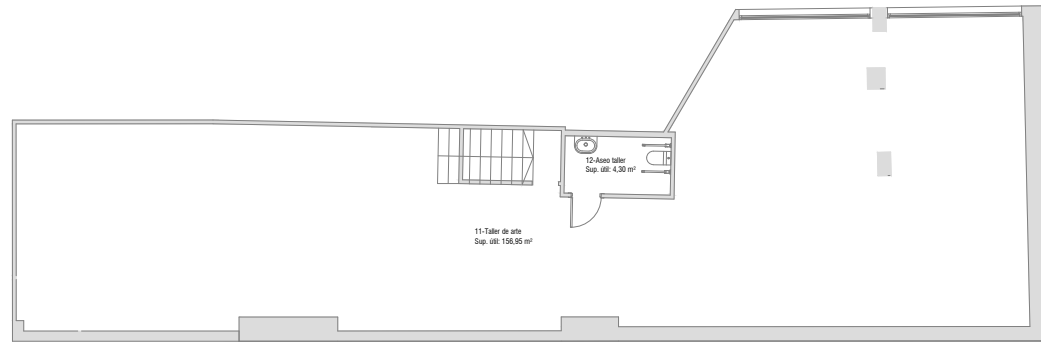 12-Aseo taller
Sup. útil: 4,30 m²
11-Taller de arte
Sup. útil: 156,95 m²